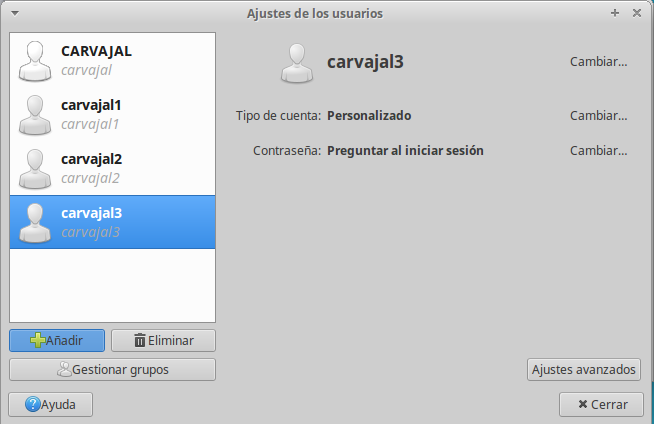 Ajustes de los usuarios
CARVAJAL
carvajal
carvajal1
carvajal1
carvajal2
carvajal2
carvajal3
carvajal3
Añadir
Eliminar
Gestionar grupos
Ayuda
carvajal3
Cambiar...
Tipo de cuenta: Personalizado
Cambiar...
Contraseña: Preguntar al iniciar sesión
Cambiar...
Ajustes avanzados
Cerrar